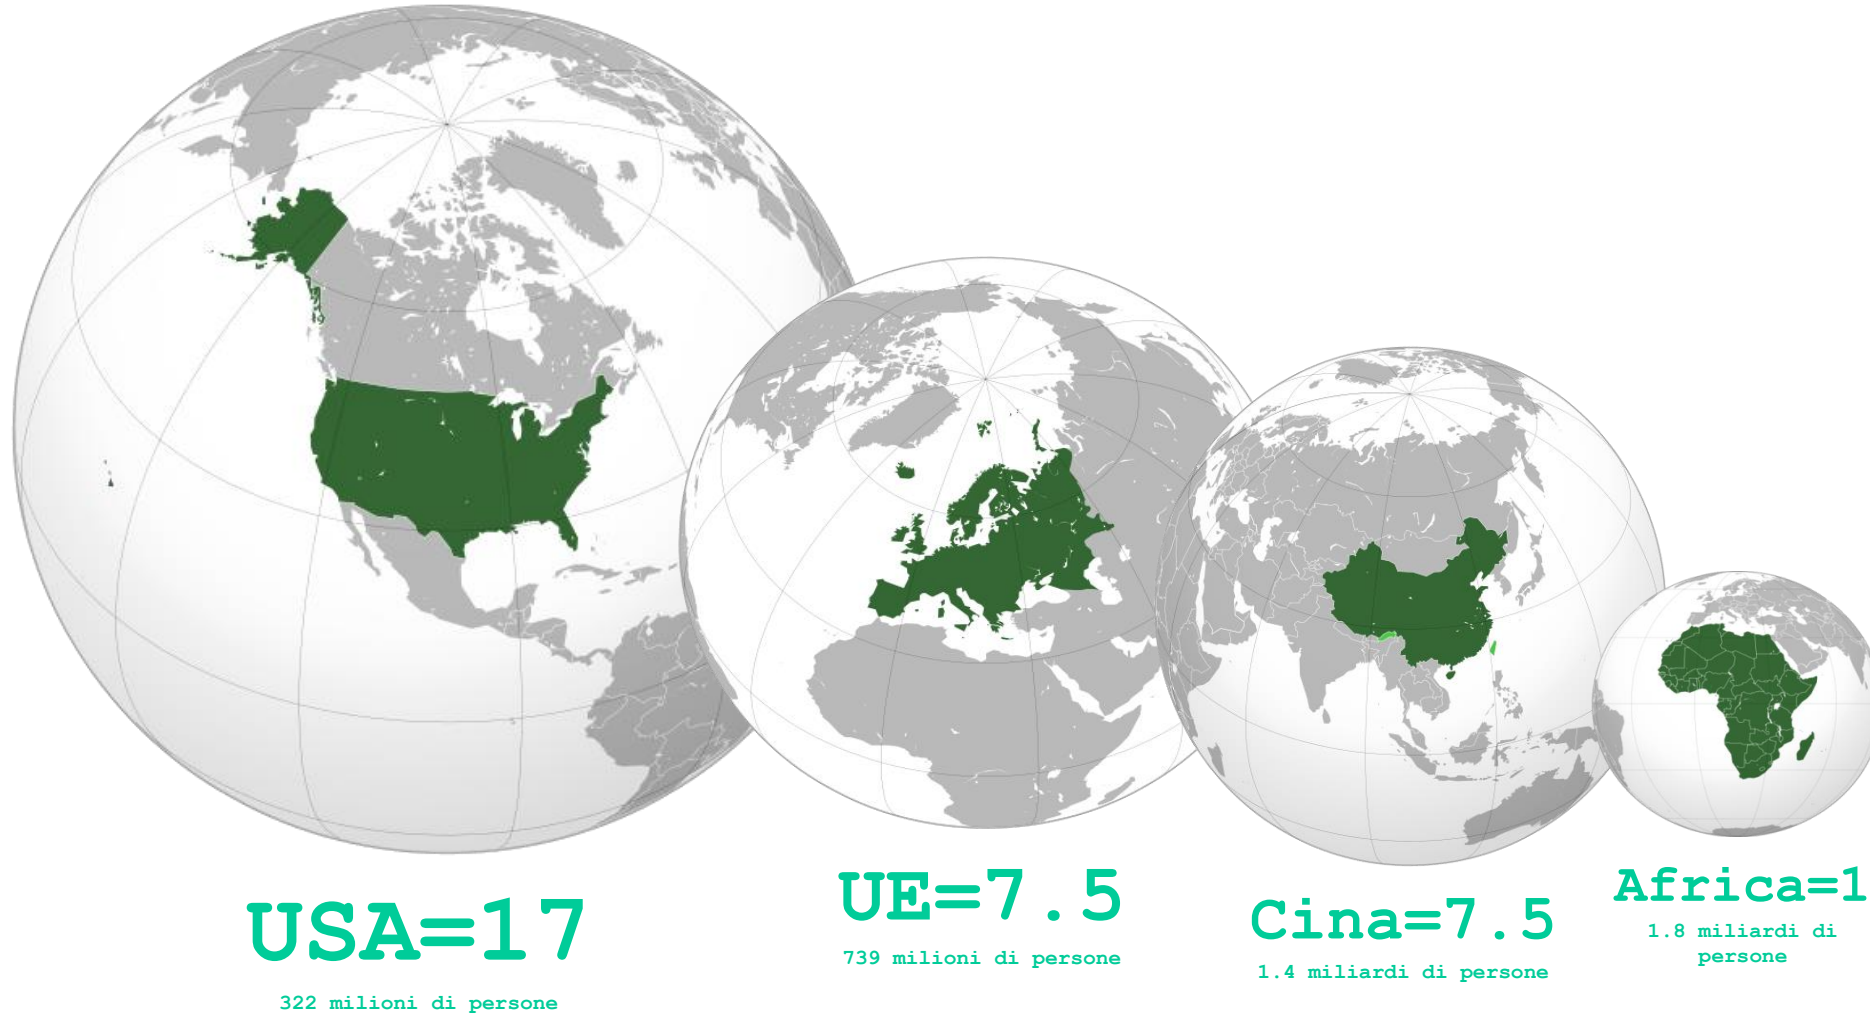 USA=17
322 milioni di persone
UE=7.5
739 milioni di persone
Cina=7.5
1.4 miliardi di persone
Africa=1
1.8 miliardi di
persone